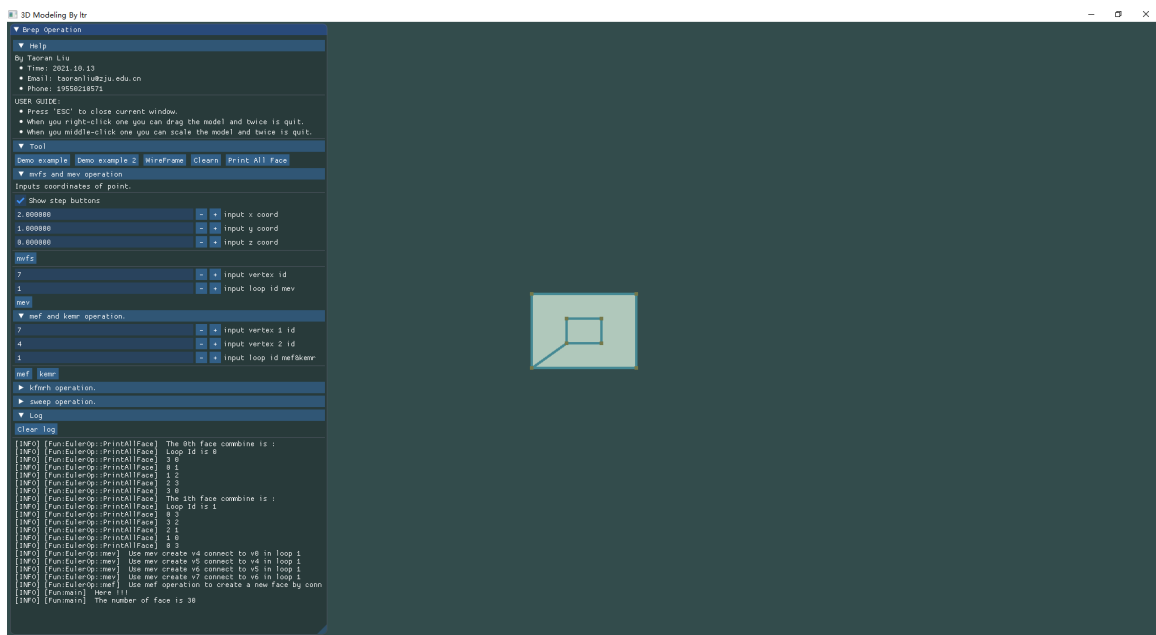 3D Modeling By ltr
▼ Brep Operation
▼ Help
By Taoran Liu
• Time: 2021.10.13
• Email: taoranliu@zju.edu.cn
• Phone: 19550210571
USER GUIDE:
• Press 'ESC' to close current window.
• When you right-click one you can drag the model and twice is quit.
• When you middle-click one you can scale the model and twice is quit.
▼ Tool
Demo example Demo example 2 WireFrame Clearn Print All Face
▼ mvfs and mev operation
Inputs coordinates of point.
Show step buttons
2.000000 - + input x coord
1.000000 - + input y coord
0.000000 - + input z coord
mvfs
7 - + input vertex id
1 - + input loop id mev
mev
▼ mef and kemr operation.
7 - + input vertex 1 id
4 - + input vertex 2 id
1 - + input loop id mef&kemr
mef kemr
► kfmrh operation.
► sweep operation.
▼ Log
Clear log
[INFO] [Fun:EulerOp::PrintAllFace] The 0th face commbine is :
[INFO] [Fun:EulerOp::PrintAllFace] Loop Id is 0
[INFO] [Fun:EulerOp::PrintAllFace] 3 0
[INFO] [Fun:EulerOp::PrintAllFace] 0 1
[INFO] [Fun:EulerOp::PrintAllFace] 1 2
[INFO] [Fun:EulerOp::PrintAllFace] 2 3
[INFO] [Fun:EulerOp::PrintAllFace] 3 0
[INFO] [Fun:EulerOp::PrintAllFace] The 1th face commbine is :
[INFO] [Fun:EulerOp::PrintAllFace] Loop Id is 1
[INFO] [Fun:EulerOp::PrintAllFace] 0 3
[INFO] [Fun:EulerOp::PrintAllFace] 3 2
[INFO] [Fun:EulerOp::PrintAllFace] 2 1
[INFO] [Fun:EulerOp::PrintAllFace] 1 0
[INFO] [Fun:EulerOp::PrintAllFace] 0 3
[INFO] [Fun:EulerOp::mev] Use mev create v4 connect to v0 in loop 1
[INFO] [Fun:EulerOp::mev] Use mev create v5 connect to v4 in loop 1
[INFO] [Fun:EulerOp::mev] Use mev create v6 connect to v5 in loop 1
[INFO] [Fun:EulerOp::mev] Use mev create v7 connect to v6 in loop 1
[INFO] [Fun:EulerOp::mef] Use mef operation to create a new face by conn
[INFO] [Fun:main] Here !!!
[INFO] [Fun:main] The number of face is 30